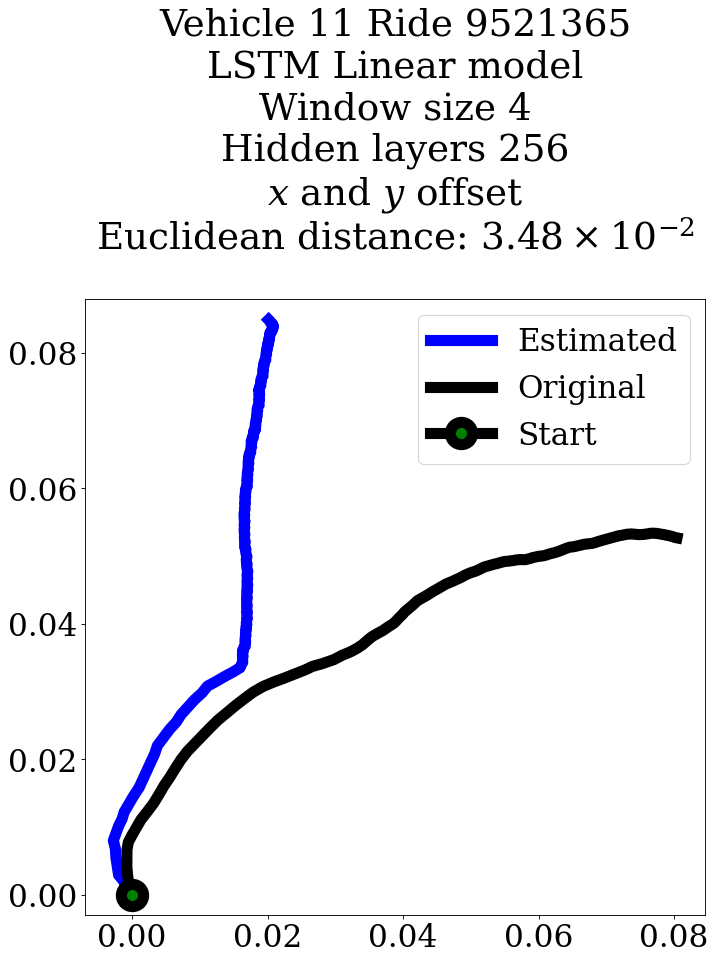 Vehicle 11 Ride 9521365
LSTM Linear model
Window size 4
Hidden layers 256
x and y offset
Euclidean distance: 3.48 × 10⁻²
Estimated
Original
Start
0.08
0.06
0.04
0.02
0.00
0.00 0.02 0.04 0.06 0.08